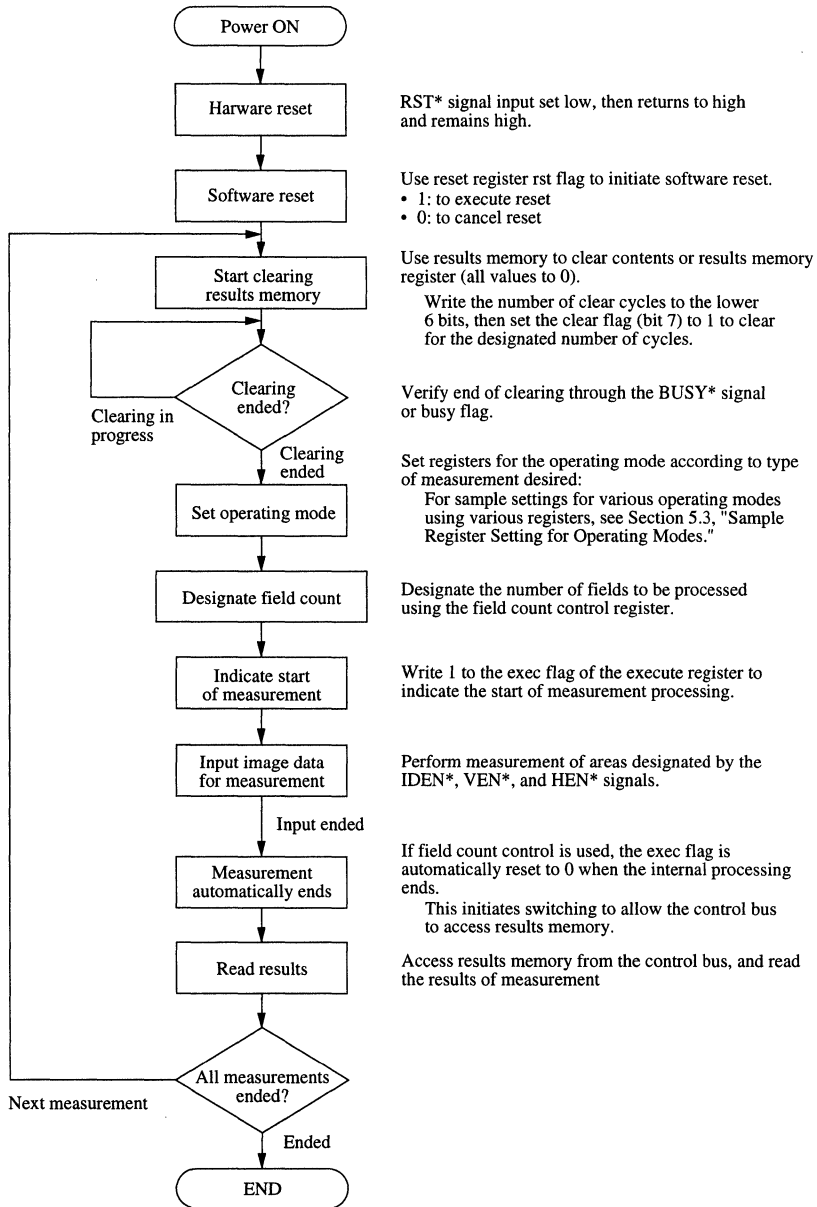 Power ON
Harware reset
RST* signal input set low, then returns to high
and remains high.
Software reset
Use reset register rst flag to initiate software reset.
• 1: to execute reset
• 0: to cancel reset
Start clearing
results memory
Use results memory to clear contents or results memory
register (all values to 0).
Write the number of clear cycles to the lower
6 bits, then set the clear flag (bit 7) to 1 to clear
for the designated number of cycles.
Clearing
ended?
Clearing in
progress
Verify end of clearing through the BUSY* signal
or busy flag.
Clearing
ended
Set operating mode
Set registers for the operating mode according to type
of measurement desired:
For sample settings for various operating modes
using various registers, see Section 5.3, "Sample
Register Setting for Operating Modes."
Designate field count
Designate the number of fields to be processed
using the field count control register.
Indicate start
of measurement
Write 1 to the exec flag of the execute register to
indicate the start of measurement processing.
Input image data
for measurement
Perform measurement of areas designated by the
IDEN*, VEN*, and HEN* signals.
Input ended
Measurement
automatically ends
If field count control is used, the exec flag is
automatically reset to 0 when the internal processing
ends.
This initiates switching to allow the control bus
to access results memory.
Read results
Access results memory from the control bus, and read
the results of measurement
All measurements
ended?
Next measurement
Ended
END